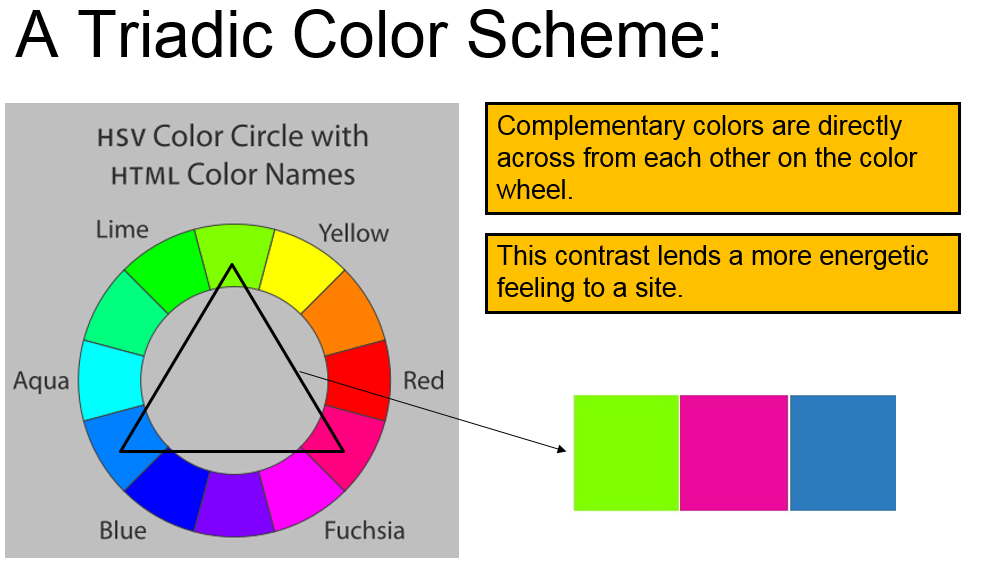 A Triadic Color Scheme:
HSV Color Circle with
HTML Color Names
Lime
Yellow
Aqua
Red
Blue
Fuchsia
Complementary colors are directly
across from each other on the color
wheel.
This contrast lends a more energetic
feeling to a site.